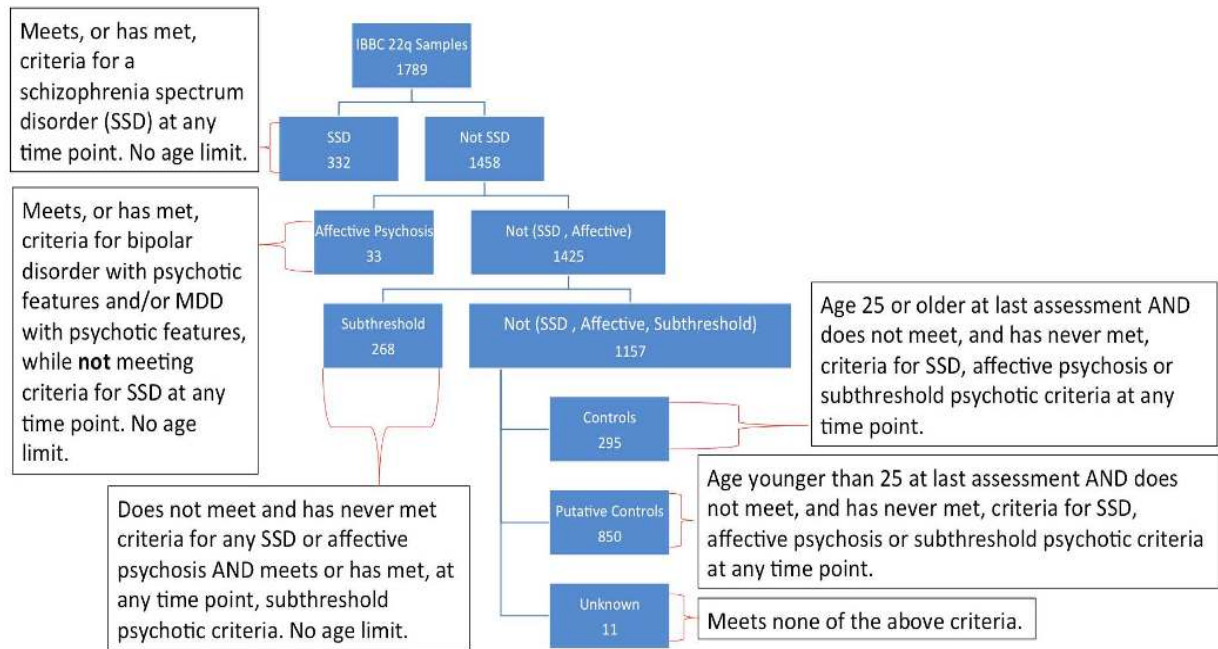 Meets, or has met,
criteria for a
schizophrenia spectrum
disorder (SSD) at any
time point. No age limit.
IBBC 22q Samples
1789
SSD
332
Not SSD
1458
Meets, or has met,
criteria for bipolar
disorder with psychotic
features and/or MDD
with psychotic features,
while not meeting
criteria for SSD at any
time point. No age
limit.
Affective Psychosis
33
Not (SSD , Affective)
1425
Subthreshold
268
Not (SSD , Affective, Subthreshold)
1157
Age 25 or older at last assessment AND
does not meet, and has never met,
criteria for SSD, affective psychosis or
subthreshold psychotic criteria at any
time point.
Controls
295
Does not meet and has never met
criteria for any SSD or affective
psychosis AND meets or has met, at
any time point, subthreshold
psychotic criteria. No age limit.
Putative Controls
850
Age younger than 25 at last assessment AND does
not meet, and has never met, criteria for SSD,
affective psychosis or subthreshold psychotic criteria
at any time point.
Unknown
11
Meets none of the above criteria.